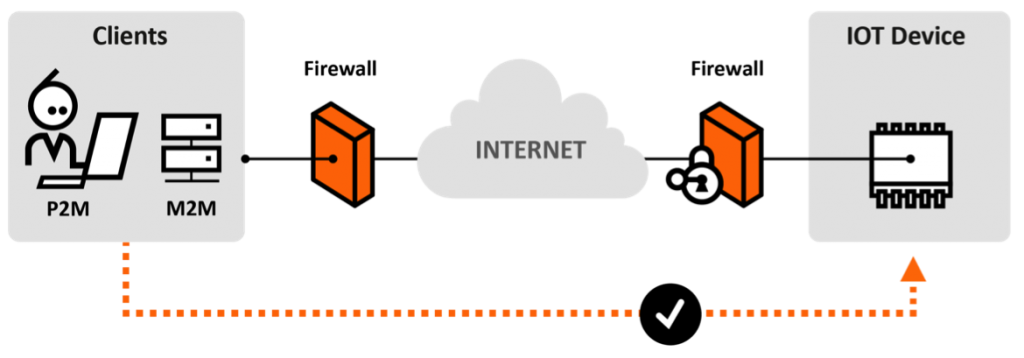 Clients
IOT Device
Firewall
Firewall
INTERNET
P2M
M2M